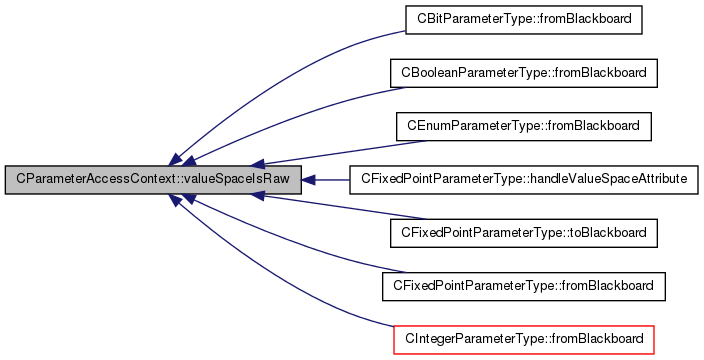 CBitParameterType::fromBlackboard
CBooleanParameterType::fromBlackboard
CEnumParameterType::fromBlackboard
CParameterAccessContext::valueSpaceIsRaw
CFixedPointParameterType::handleValueSpaceAttribute
CFixedPointParameterType::toBlackboard
CFixedPointParameterType::fromBlackboard
CIntegerParameterType::fromBlackboard